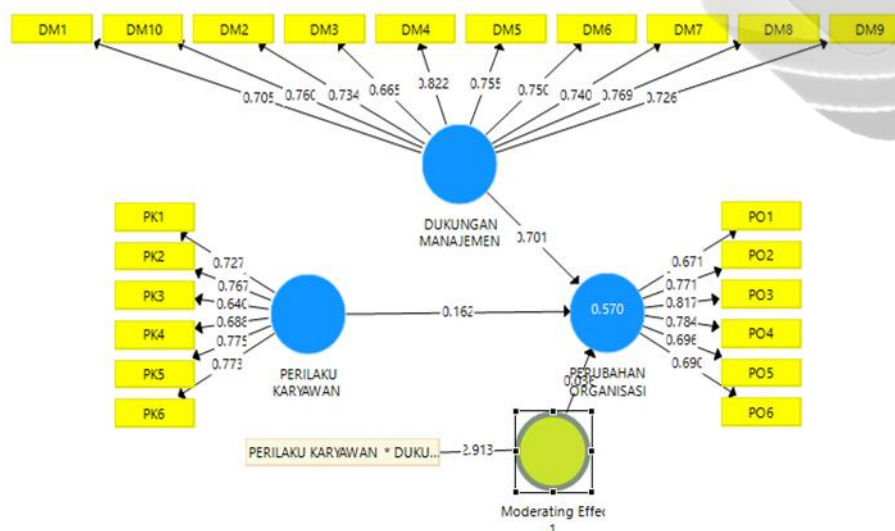 DM1 DM10 DM2 DM3 DM4 DM5 DM6 DM7 DM8 DM9
0.705 0.760 0.734 0.665 0.822 0.755 0.750 0.740 0.769 0.726
DUKUNGAN
MANAJEMEN
0.701
PK1
PK2
PK3
PK4
PK5
PK6
0.727
0.767
0.640
0.688
0.775
0.773
PERILAKU
KARYAWAN
0.162
0.570
PERUBAHAN
ORGANISASI
0.671
0.771
0.817
0.784
0.696
0.690
PO1
PO2
PO3
PO4
PO5
PO6
0.036
PERILAKU KARYAWAN * DUKU...
2.913
Moderating Effec
1